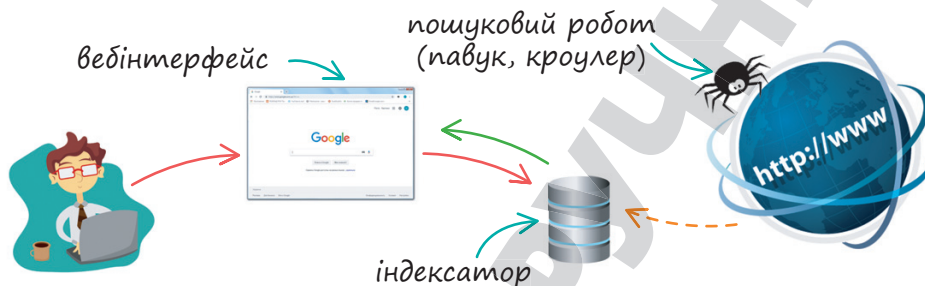 пошуковий робот
(павук, кроулер)
вебінтерфейс
Google
http://www
індексатор